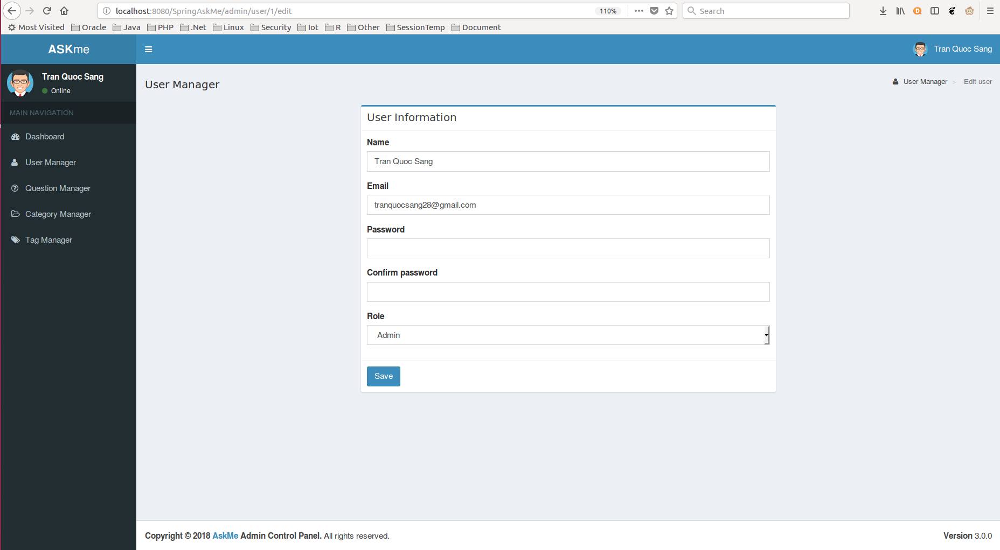 localhost:8080/SpringAskMe/admin/user/1/edit
110%
Search
Most Visited Oracle Java PHP .Net Linux Security Iot R Other SessionTemp Document
ASKme
Tran Quoc Sang
Tran Quoc Sang
Online
MAIN NAVIGATION
Dashboard
User Manager
Question Manager
Category Manager
Tag Manager
User Manager
User Manager > Edit user
User Information
Name
Tran Quoc Sang
Email
tranquocsang28@gmail.com
Password
Confirm password
Role
Admin
Save
Copyright © 2018 AskMe Admin Control Panel. All rights reserved.
Version 3.0.0